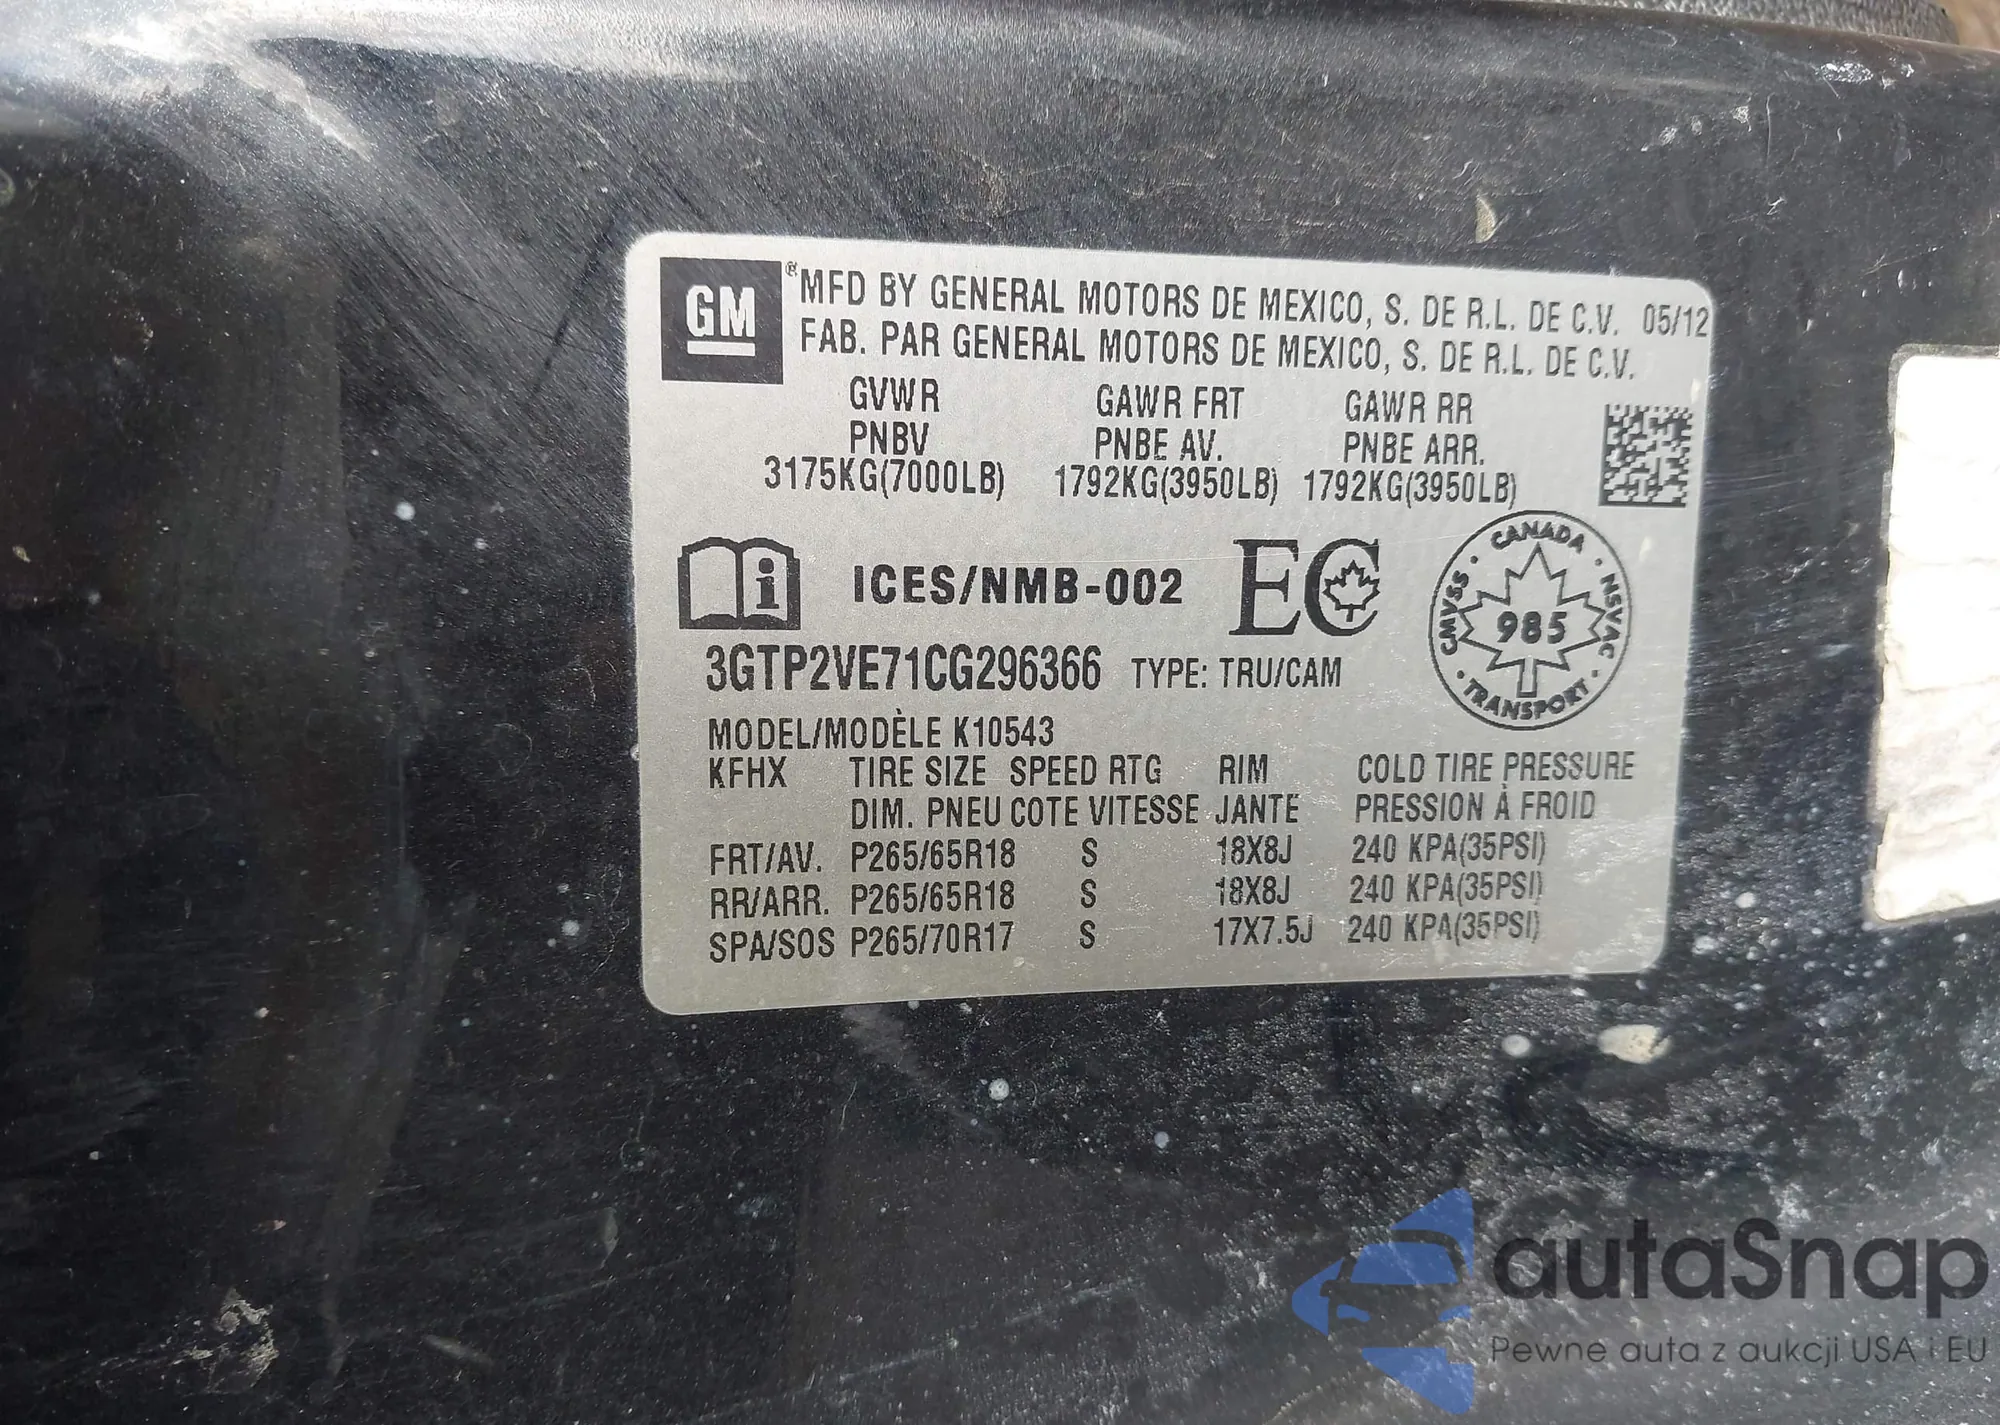 GM ® MFD BY GENERAL MOTORS DE MEXICO, S. DE R.L. DE C.V. 05/12
FAB. PAR GENERAL MOTORS DE MEXICO, S. DE R.L. DE C.V.
GVWR GAWR FRT GAWR RR
PNBV PNBE AV. PNBE ARR.
3175KG(7000LB) 1792KG(3950LB) 1792KG(3950LB)
i ICES/NMB-002 EC
CANADA · NSVAC · TRANSPORT · CMVSS ·
985
3GTP2VE71CG296366 TYPE: TRU/CAM
MODEL/MODÈLE K10543
KFHX TIRE SIZE SPEED RTG RIM COLD TIRE PRESSURE
DIM. PNEU COTE VITESSE JANTE PRESSION À FROID
FRT/AV. P265/65R18 S 18X8J 240 KPA(35PSI)
RR/ARR. P265/65R18 S 18X8J 240 KPA(35PSI)
SPA/SOS P265/70R17 S 17X7.5J 240 KPA(35PSI)
autaSnap
Pewne auta z aukcji USA i EU